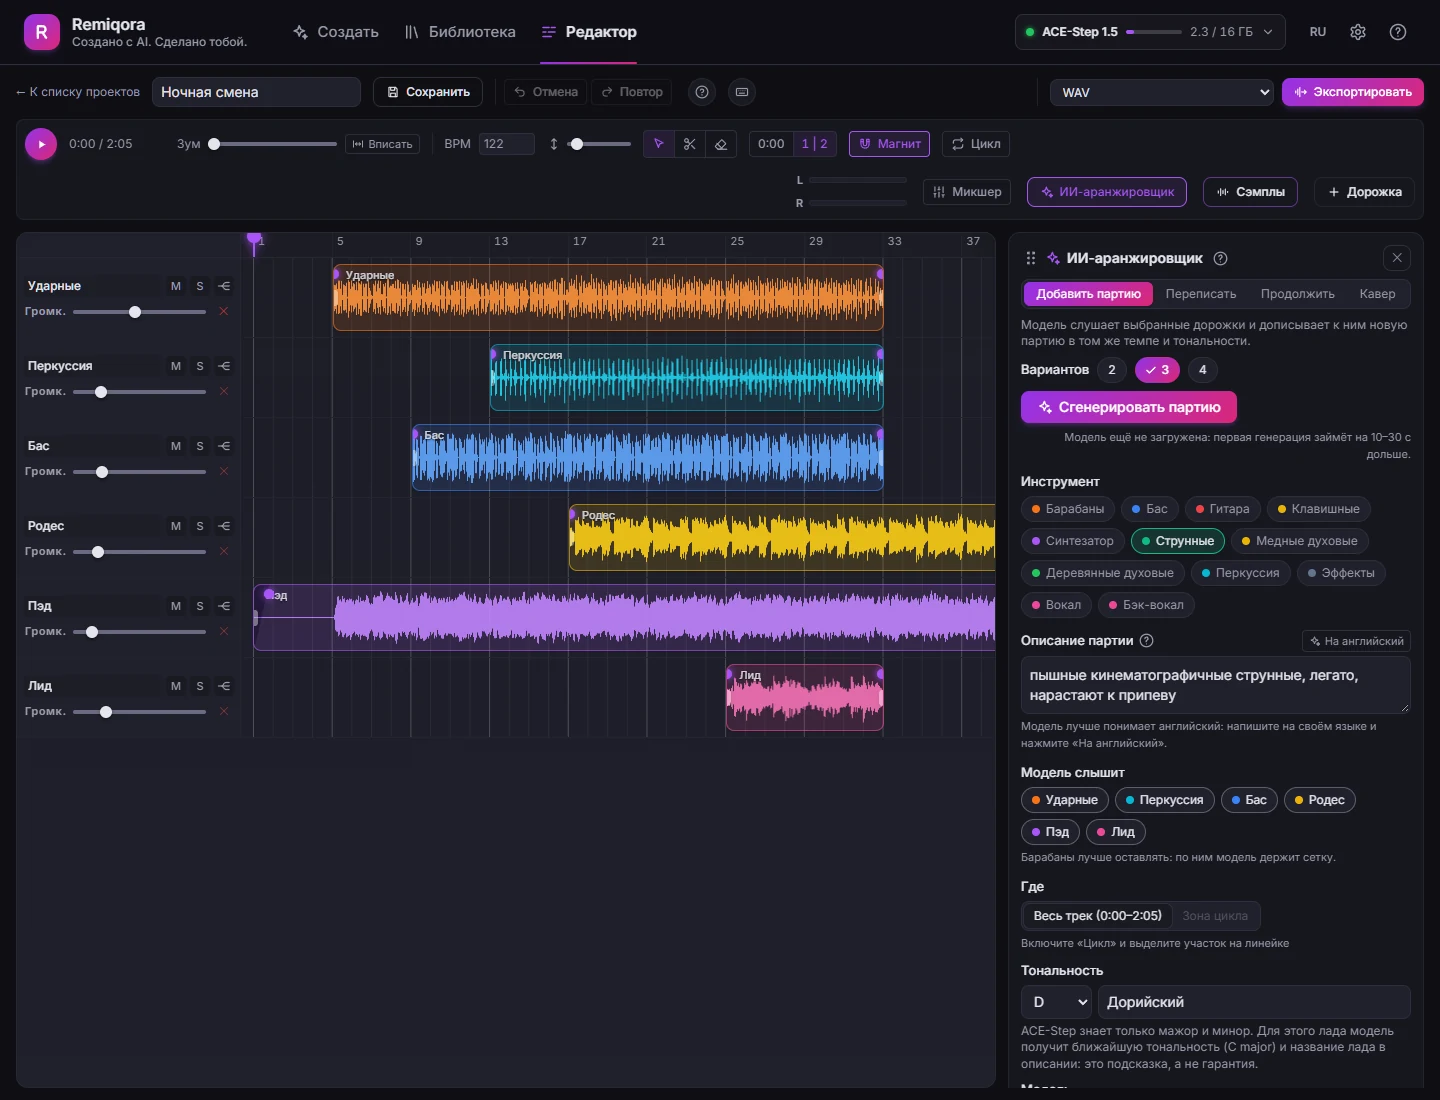 R
Remiqora
Создано с AI. Сделано тобой.
Создать
Библиотека
Редактор
ACE-Step 1.5
2.3 / 16 ГБ
RU
← К списку проектов
Ночная смена
Сохранить
Отмена
Повтор
WAV
Экспортировать
0:00 / 2:05
Зум
Вписать
BPM
122
0:00
1 | 2
Магнит
Цикл
L
R
Микшер
ИИ-аранжировщик
Сэмплы
Дорожка
1 5 9 13 17 21 25 29 33 37
Ударные M S
Громк.
Ударные
Перкуссия M S
Громк.
Перкуссия
Бас M S
Громк.
Бас
Родес M S
Громк.
Родес
Пэд M S
Громк.
Лид M S
Громк.
Лид
ИИ-аранжировщик
Добавить партию
Переписать
Продолжить
Кавер
Модель слушает выбранные дорожки и дописывает к ним новую
партию в том же темпе и тональности.
Вариантов 2 3 4
Сгенерировать партию
Модель ещё не загружена: первая генерация займёт на 10–30 с
дольше.
Инструмент
Барабаны Бас Гитара Клавишные
Синтезатор Струнные Медные духовые
Деревянные духовые Перкуссия Эффекты
Вокал Бэк-вокал
Описание партии
На английский
пышные кинематографичные струнные, легато,
нарастают к припеву
Модель лучше понимает английский: напишите на своём языке и
нажмите «На английский».
Модель слышит
Ударные Перкуссия Бас Родес
Пэд Лид
Барабаны лучше оставлять: по ним модель держит сетку.
Где
Весь трек (0:00–2:05)
Зона цикла
Включите «Цикл» и выделите участок на линейке
Тональность
D
Дорийский
ACE-Step знает только мажор и минор. Для этого лада модель
получит ближайшую тональность (C major) и название лада в
описании: это подсказка, а не гарантия.